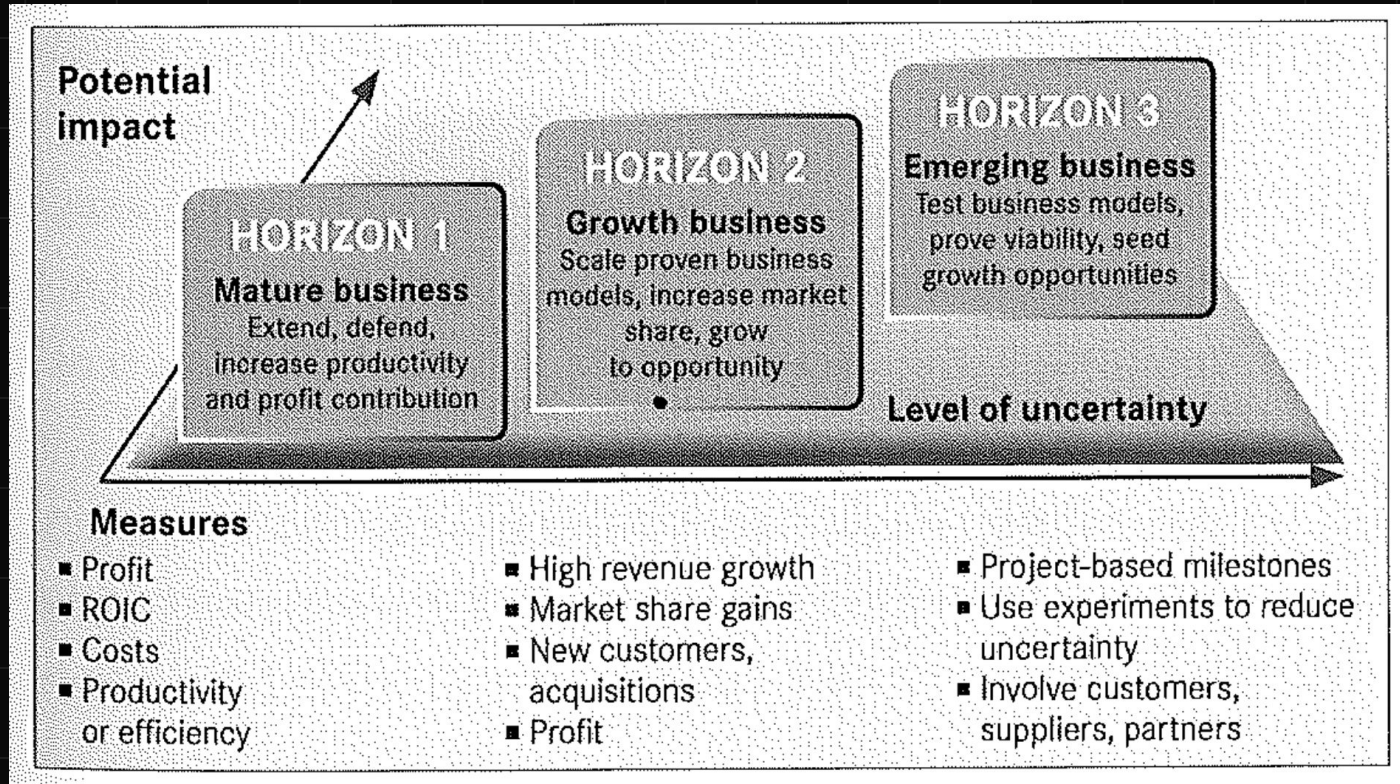 Potential
impact
HORIZON 1
Mature business
Extend, defend,
increase productivity
and profit contribution
HORIZON 2
Growth business
Scale proven business
models, increase market
share, grow
to opportunity
HORIZON 3
Emerging business
Test business models,
prove viability, seed
growth opportunities
Level of uncertainty
Measures
▪ Profit
▪ ROIC
▪ Costs
▪ Productivity
or efficiency
▪ High revenue growth
▪ Market share gains
▪ New customers,
acquisitions
▪ Profit
▪ Project-based milestones
▪ Use experiments to reduce
uncertainty
▪ Involve customers,
suppliers, partners